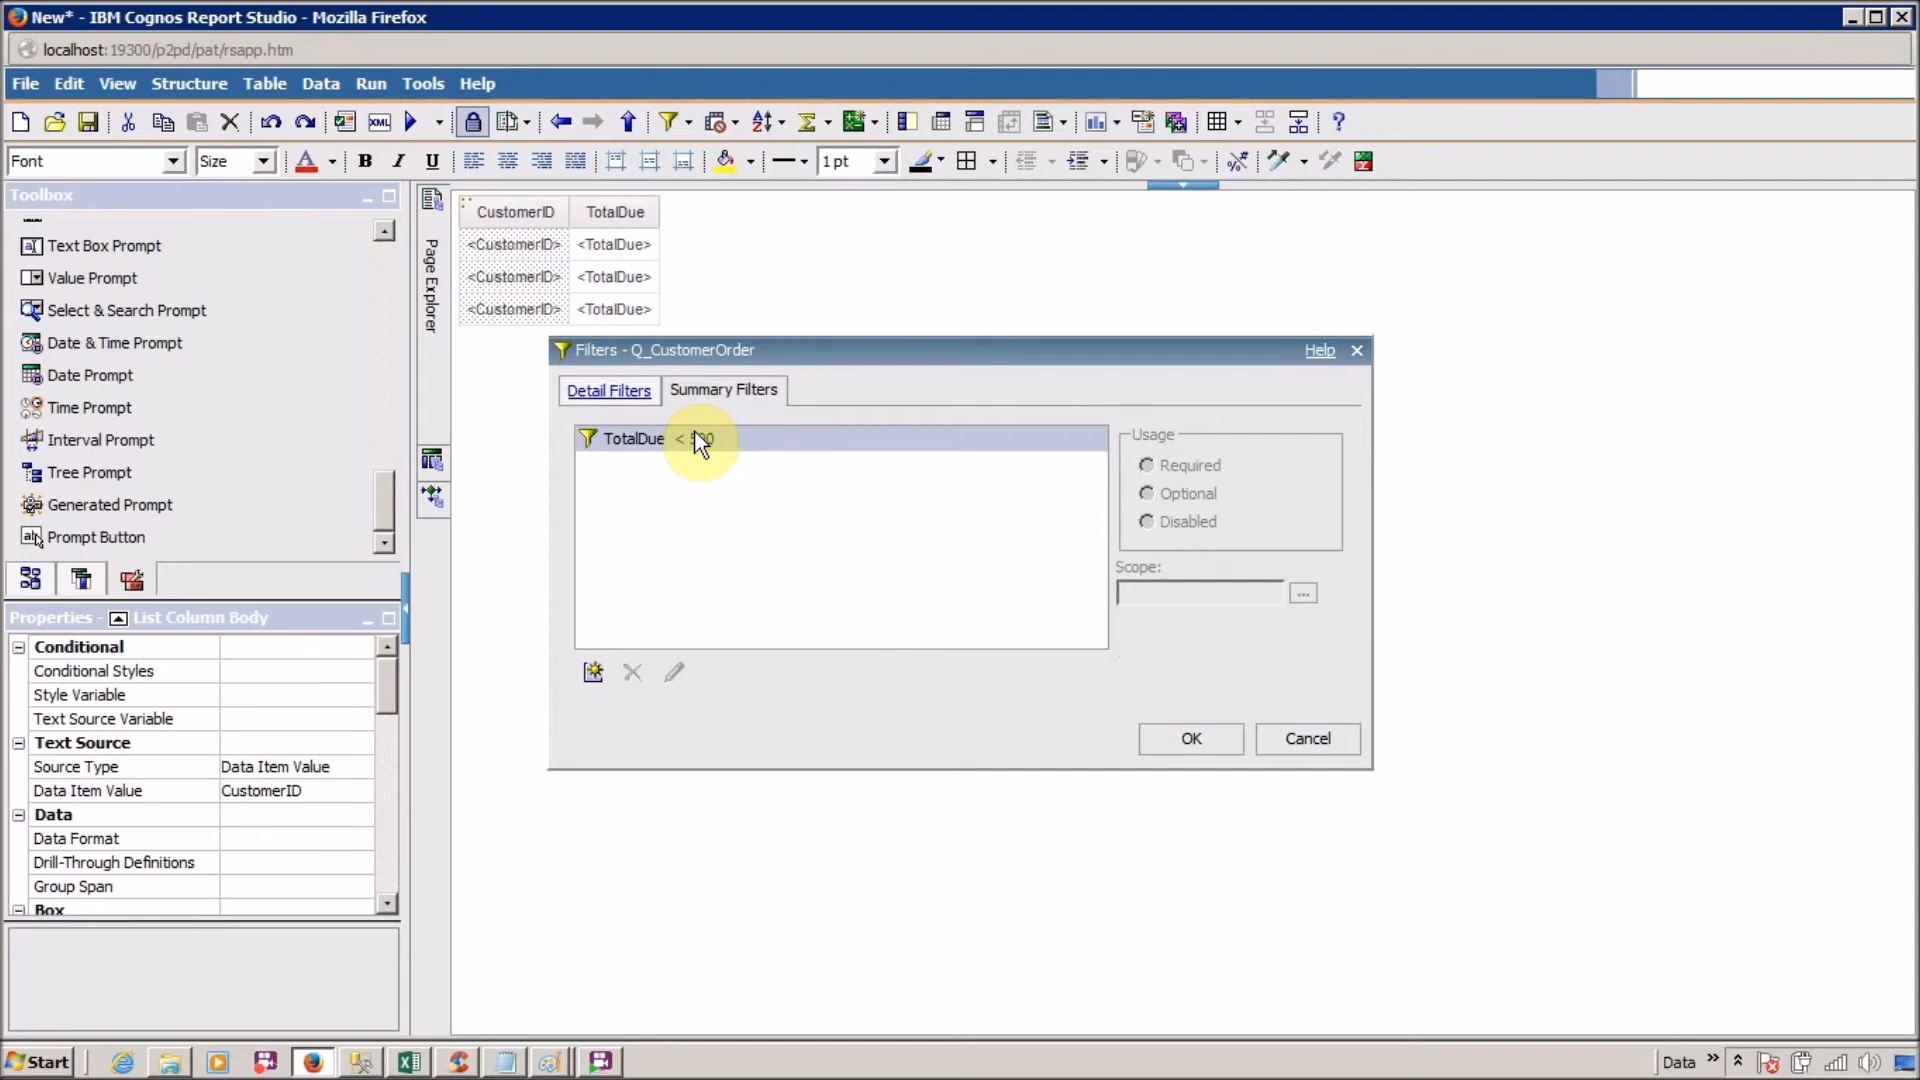 New* - IBM Cognos Report Studio - Mozilla Firefox
localhost:19300/p2pd/pat/rsapp.htm
File Edit View Structure Table Data Run Tools Help
XML
Font Size A B I U 1 pt
Toolbox
Text Box Prompt
Value Prompt
Select & Search Prompt
Date & Time Prompt
Date Prompt
Time Prompt
Interval Prompt
Tree Prompt
Generated Prompt
Prompt Button
Properties - List Column Body
Conditional
Conditional Styles
Style Variable
Text Source Variable
Text Source
Source Type Data Item Value
Data Item Value CustomerID
Data
Data Format
Drill-Through Definitions
Group Span
Box
Page Explorer
CustomerID TotalDue
<CustomerID> <TotalDue>
<CustomerID> <TotalDue>
<CustomerID> <TotalDue>
Filters - Q_CustomerOrder Help
Detail Filters Summary Filters
TotalDue <
Usage
Required
Optional
Disabled
Scope:
...
OK Cancel
Start Data